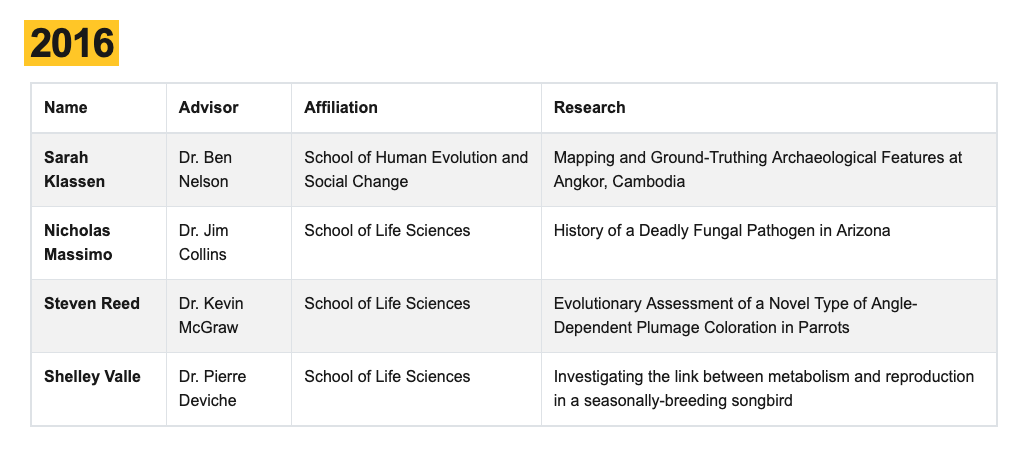 2016
Name Advisor Affiliation Research
Sarah Dr. Ben School of Human Evolution and Mapping and Ground-Truthing Archaeological Features at
Klassen Nelson Social Change Angkor, Cambodia
Nicholas Dr. Jim School of Life Sciences History of a Deadly Fungal Pathogen in Arizona
Massimo Collins
Steven Reed Dr. Kevin School of Life Sciences Evolutionary Assessment of a Novel Type of Angle-
McGraw Dependent Plumage Coloration in Parrots
Shelley Valle Dr. Pierre School of Life Sciences Investigating the link between metabolism and reproduction
Deviche in a seasonally-breeding songbird